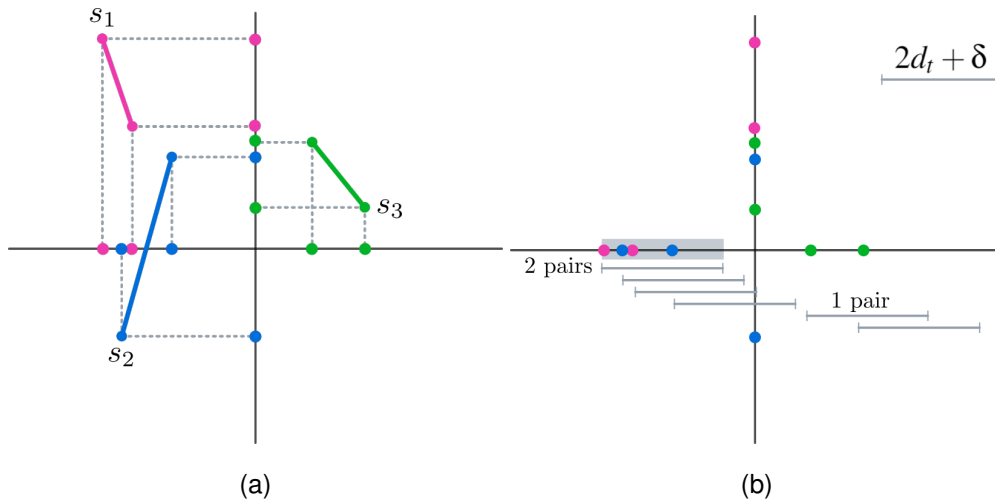 s₁
s₃
s₂
(a)
2dₜ + δ
2 pairs
1 pair
(b)